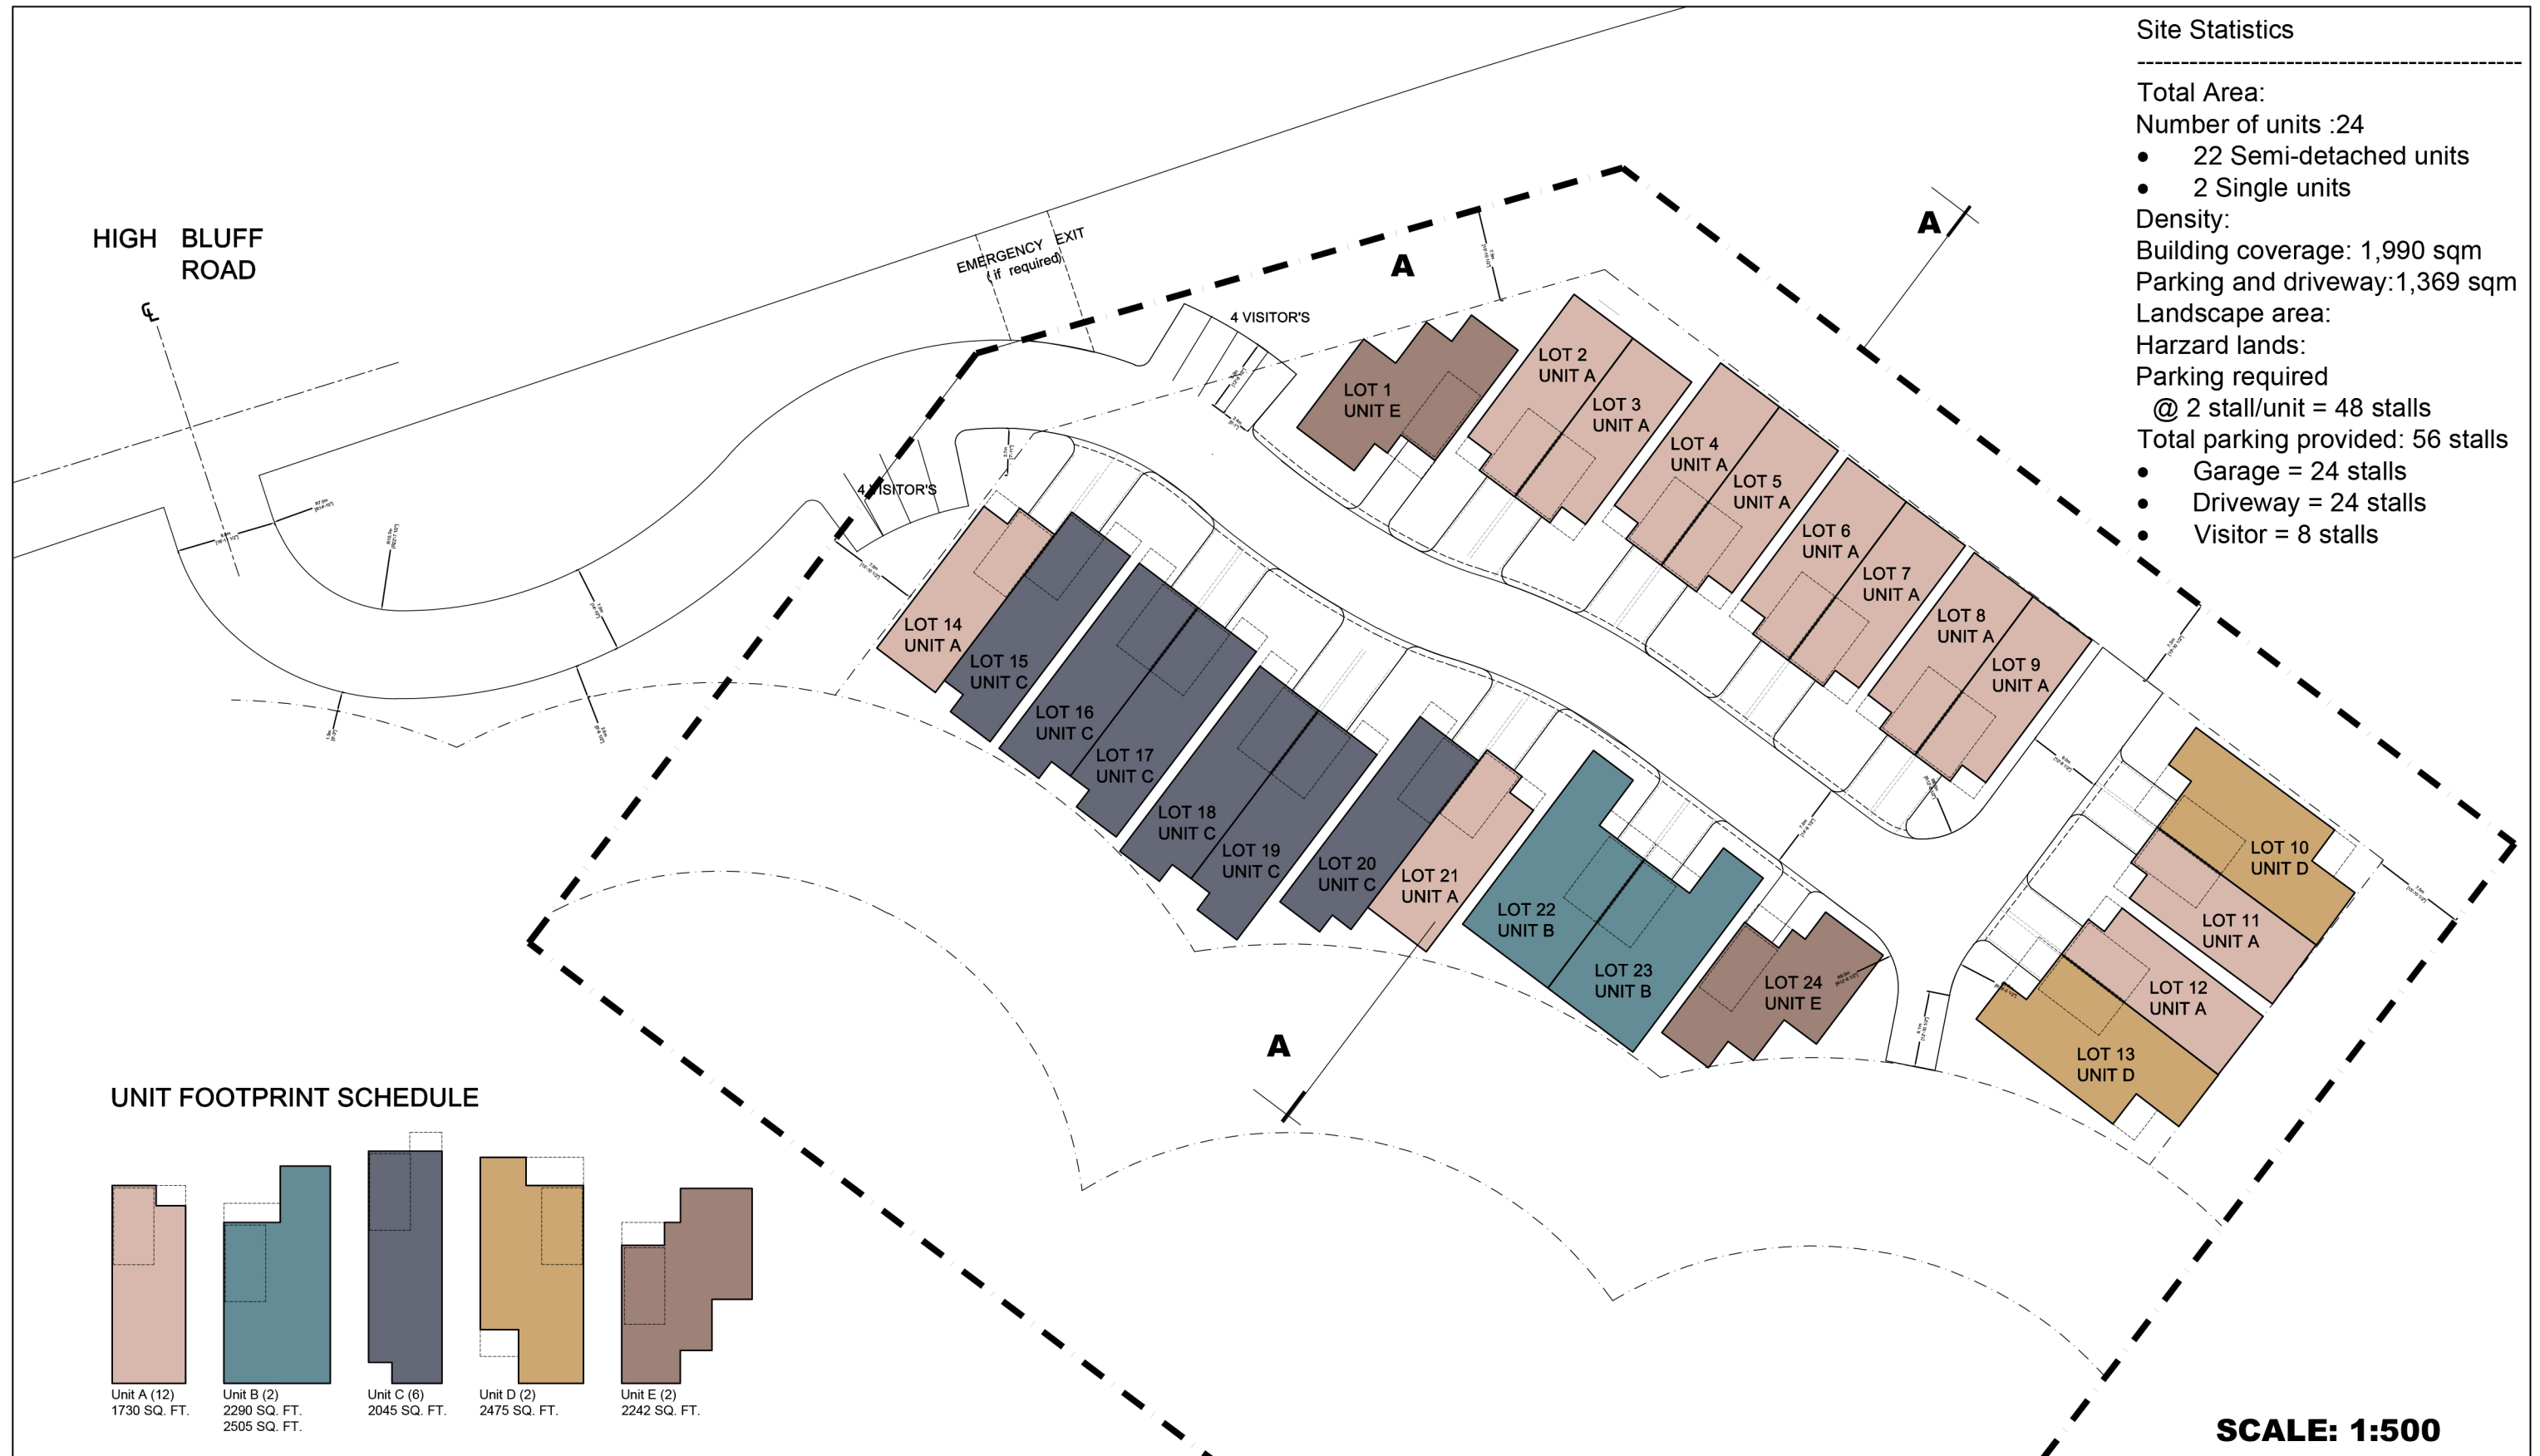 Site Statistics
-------------------------------------------
Total Area:
Number of units :24
• 22 Semi-detached units
• 2 Single units
Density:
Building coverage: 1,990 sqm
Parking and driveway:1,369 sqm
Landscape area:
Harzard lands:
Parking required
@ 2 stall/unit = 48 stalls
Total parking provided: 56 stalls
• Garage = 24 stalls
• Driveway = 24 stalls
• Visitor = 8 stalls
HIGH BLUFF
ROAD
EMERGENCY EXIT
( if required)
A
A
4 VISITOR'S
4 VISITOR'S
LOT 1
UNIT E
LOT 2
UNIT A
LOT 3
UNIT A
LOT 4
UNIT A
LOT 5
UNIT A
LOT 6
UNIT A
LOT 7
UNIT A
LOT 8
UNIT A
LOT 9
UNIT A
LOT 10
UNIT D
LOT 11
UNIT A
LOT 12
UNIT A
LOT 13
UNIT D
LOT 14
UNIT A
LOT 15
UNIT C
LOT 16
UNIT C
LOT 17
UNIT C
LOT 18
UNIT C
LOT 19
UNIT C
LOT 20
UNIT C
LOT 21
UNIT A
LOT 22
UNIT B
LOT 23
UNIT B
LOT 24
UNIT E
A
UNIT FOOTPRINT SCHEDULE
Unit A (12)
1730 SQ. FT.
Unit B (2)
2290 SQ. FT.
2505 SQ. FT.
Unit C (6)
2045 SQ. FT.
Unit D (2)
2475 SQ. FT.
Unit E (2)
2242 SQ. FT.
SCALE: 1:500